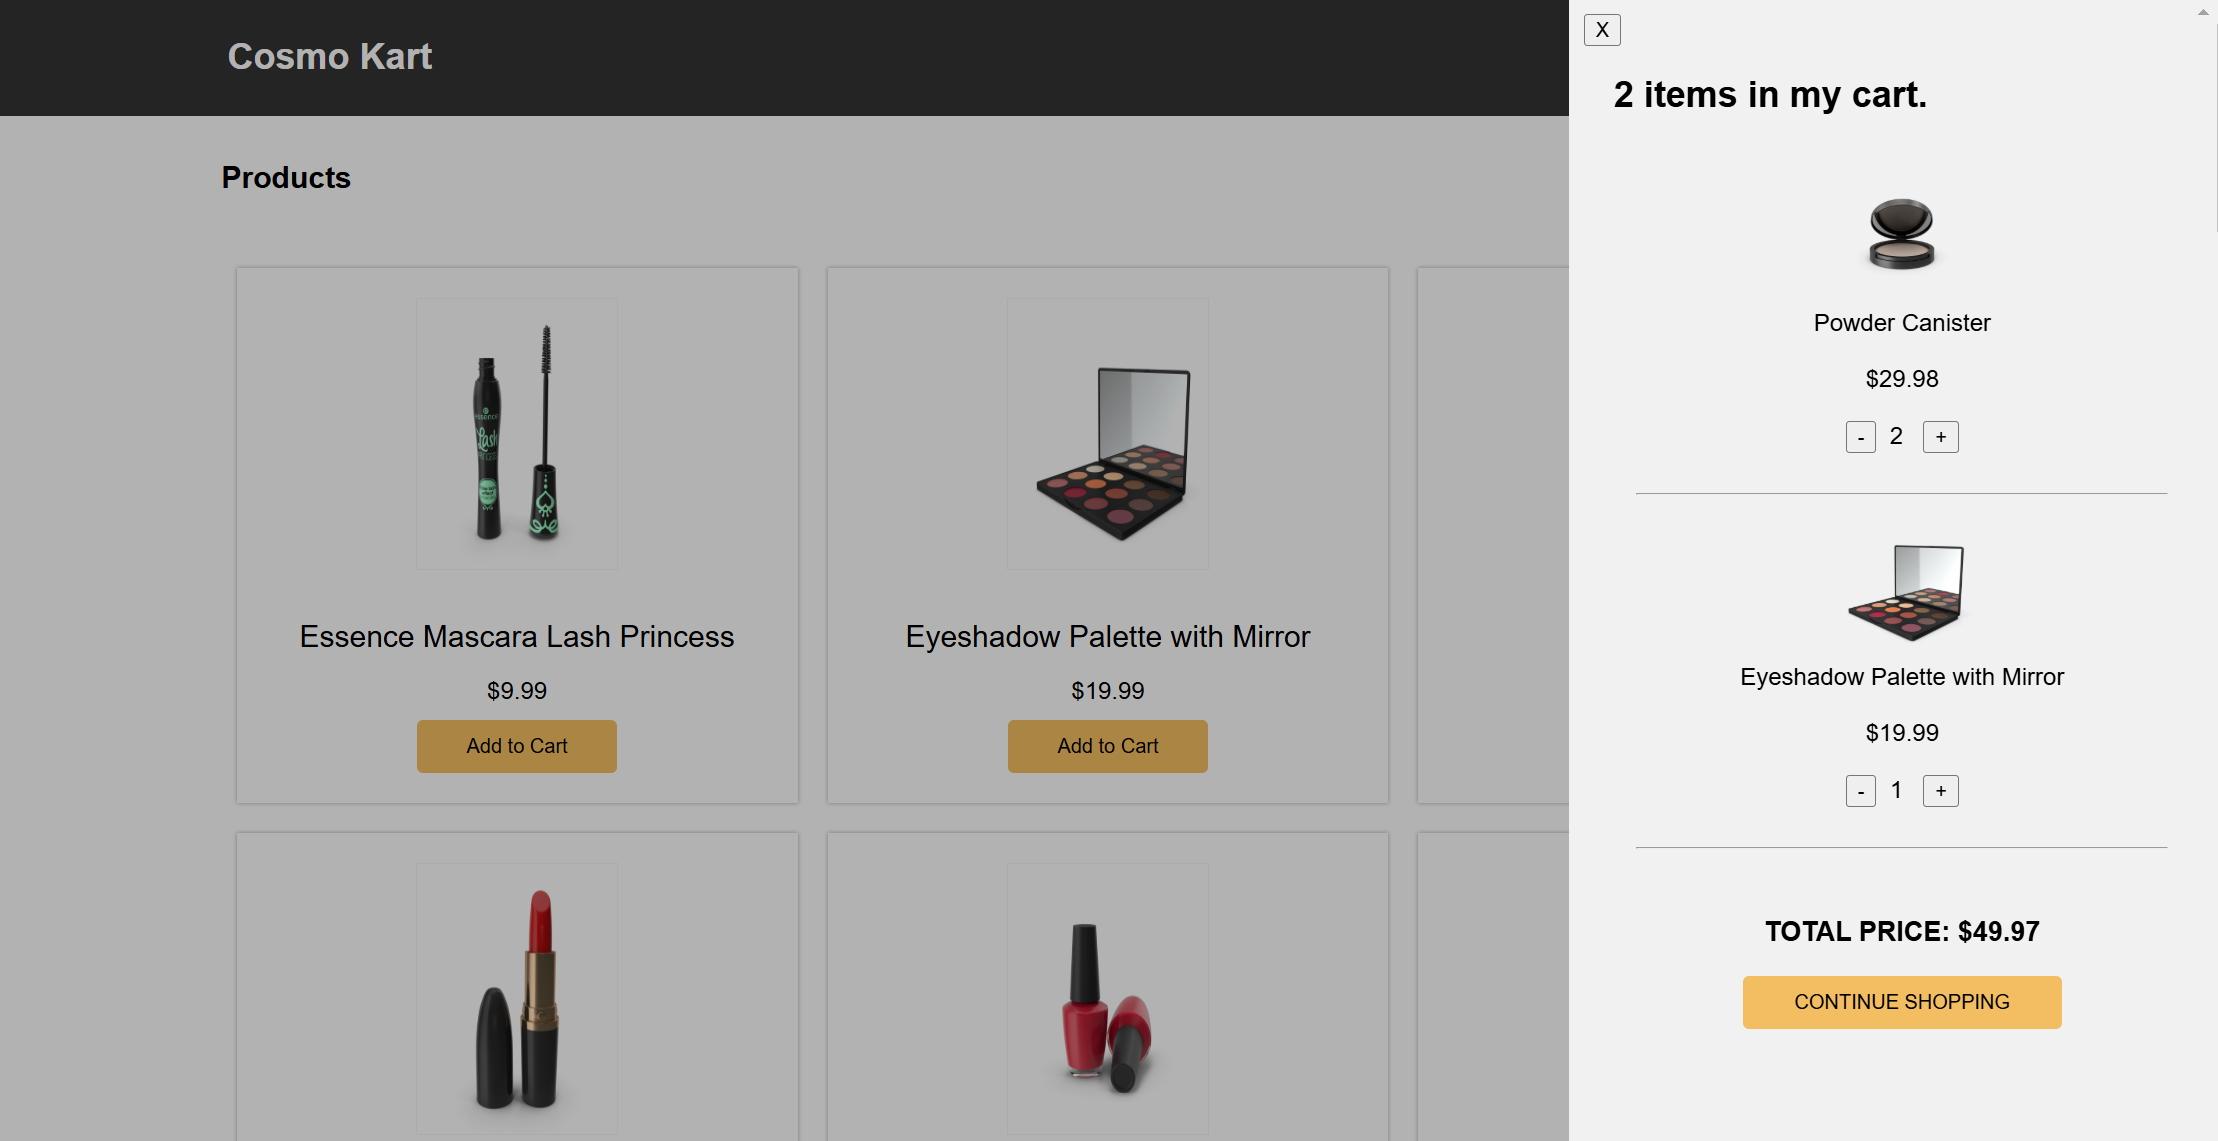 Cosmo Kart
Products
essence
Lash
Essence Mascara Lash Princess
$9.99
Add to Cart
Eyeshadow Palette with Mirror
$19.99
Add to Cart
X
2 items in my cart.
Powder Canister
$29.98
- 2 +
Eyeshadow Palette with Mirror
$19.99
- 1 +
TOTAL PRICE: $49.97
CONTINUE SHOPPING